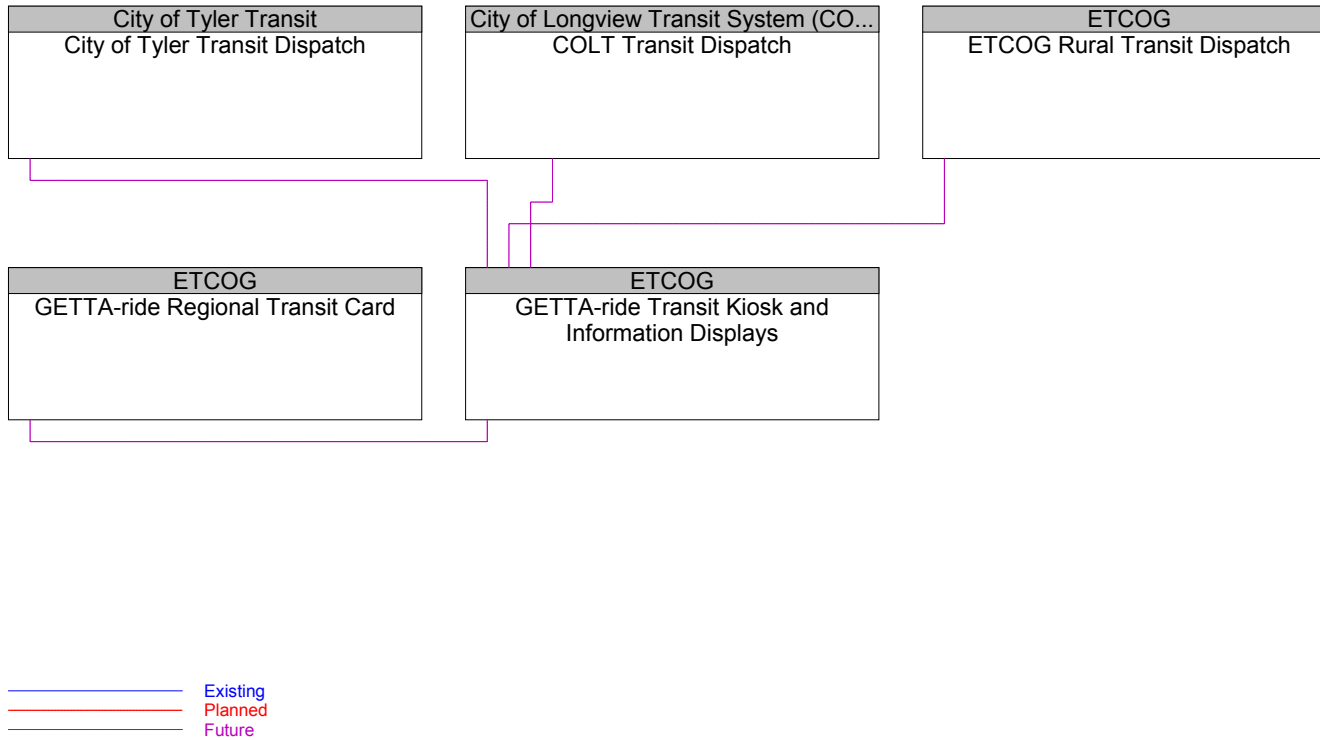 City of Tyler Transit
City of Tyler Transit Dispatch
City of Longview Transit System (CO...
COLT Transit Dispatch
ETCOG
ETCOG Rural Transit Dispatch
ETCOG
GETTA-ride Regional Transit Card
ETCOG
GETTA-ride Transit Kiosk and
Information Displays
Existing
Planned
Future